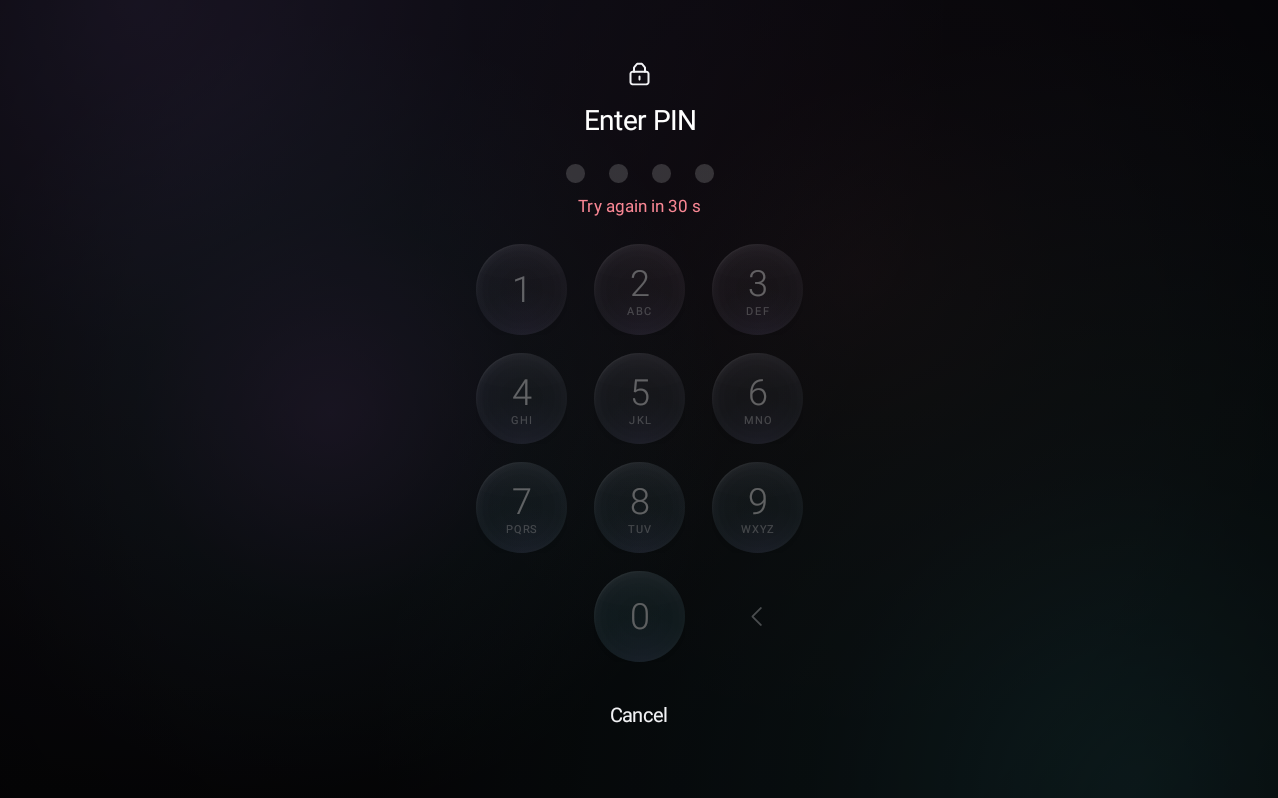 Enter PIN
Try again in 30 s
1
2
ABC
3
DEF
4
GHI
5
JKL
6
MNO
7
PQRS
8
TUV
9
WXYZ
0
Cancel